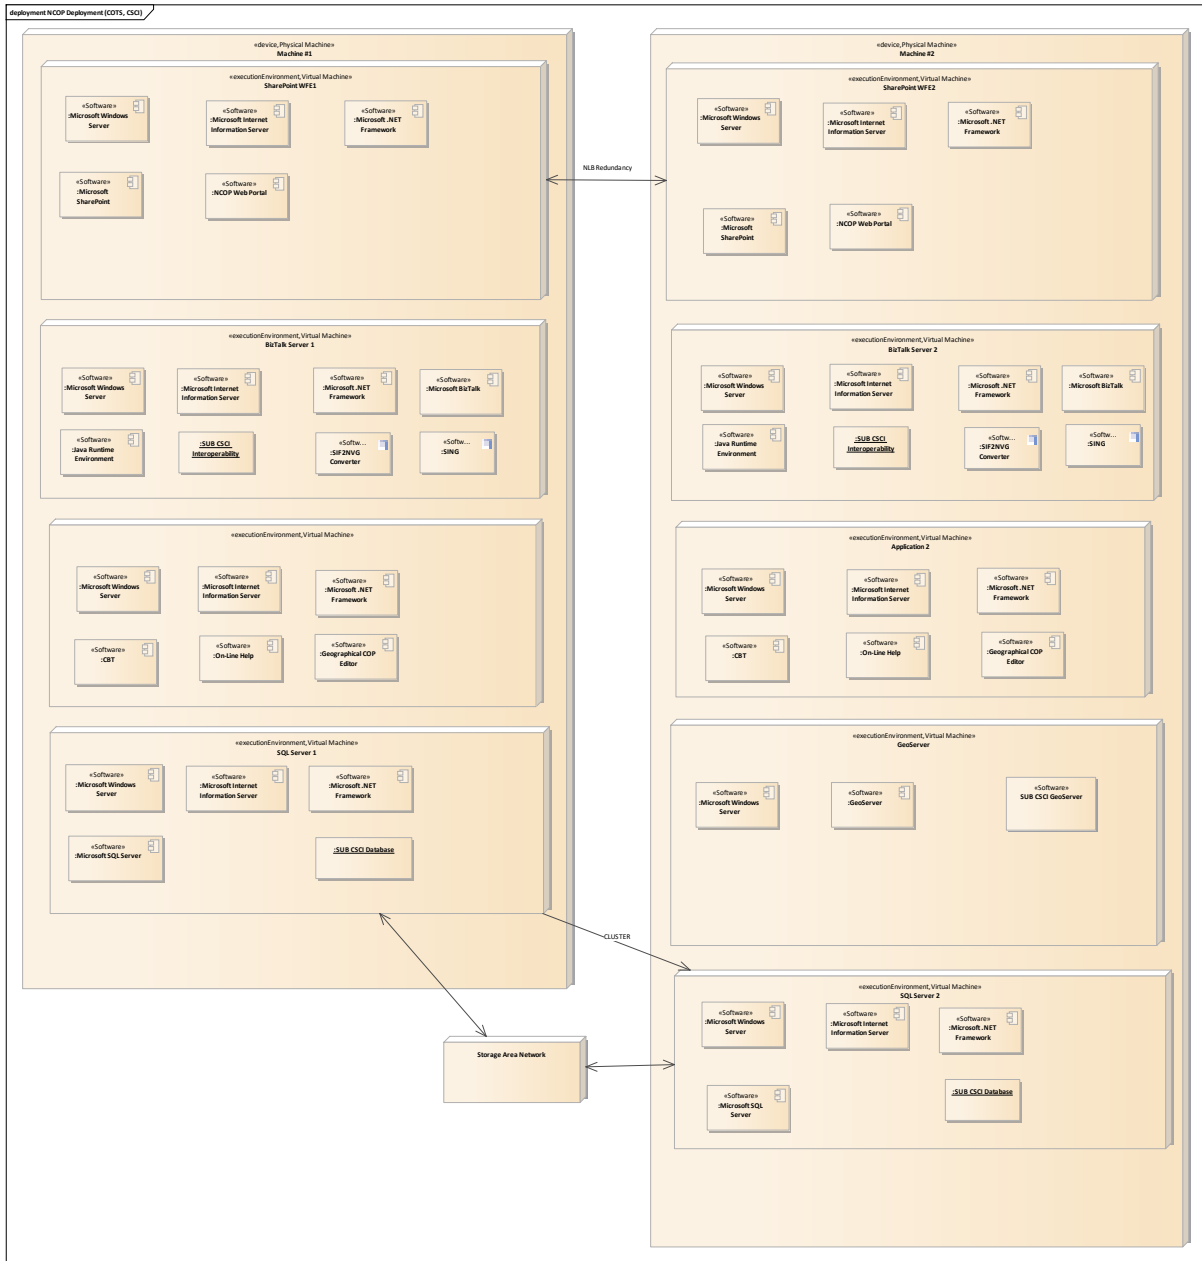 deployment NCOP Deployment (COTS, CSCI)
«device,Physical Machine»
Machine #1
«executionEnvironment,Virtual Machine»
SharePoint WFE1
«Software»
:Microsoft Windows
Server
«Software»
:Microsoft Internet
Information Server
«Software»
:Microsoft .NET
Framework
«Software»
:Microsoft
SharePoint
«Software»
:NCOP Web Portal
«executionEnvironment,Virtual Machine»
BizTalk Server 1
«Software»
:Microsoft Windows
Server
«Software»
:Microsoft Internet
Information Server
«Software»
:Microsoft .NET
Framework
«Software»
:Microsoft BizTalk
«Software»
:Java Runtime
Environment
:SUB CSCI
Interoperability
«Softw...
:SIF2NVG
Converter
«Softw...
:SING
«executionEnvironment,Virtual Machine»
«Software»
:Microsoft Windows
Server
«Software»
:Microsoft Internet
Information Server
«Software»
:Microsoft .NET
Framework
«Software»
:CBT
«Software»
:On-Line Help
«Software»
:Geographical COP
Editor
«executionEnvironment,Virtual Machine»
SQL Server 1
«Software»
:Microsoft Windows
Server
«Software»
:Microsoft Internet
Information Server
«Software»
:Microsoft .NET
Framework
«Software»
:Microsoft SQL Server
:SUB CSCI Database
NLB Redundancy
CLUSTER
Storage Area Network
«device,Physical Machine»
Machine #2
«executionEnvironment,Virtual Machine»
SharePoint WFE2
«Software»
:Microsoft Windows
Server
«Software»
:Microsoft Internet
Information Server
«Software»
:Microsoft .NET
Framework
«Software»
:Microsoft
SharePoint
«Software»
:NCOP Web Portal
«executionEnvironment,Virtual Machine»
BizTalk Server 2
«Software»
:Microsoft Windows
Server
«Software»
:Microsoft Internet
Information Server
«Software»
:Microsoft .NET
Framework
«Software»
:Microsoft BizTalk
«Software»
:Java Runtime
Environment
:SUB CSCI
Interoperability
«Softw...
:SIF2NVG
Converter
«Softw...
:SING
«executionEnvironment,Virtual Machine»
Application 2
«Software»
:Microsoft Windows
Server
«Software»
:Microsoft Internet
Information Server
«Software»
:Microsoft .NET
Framework
«Software»
:CBT
«Software»
:On-Line Help
«Software»
:Geographical COP
Editor
«executionEnvironment,Virtual Machine»
GeoServer
«Software»
:Microsoft Windows
Server
«Software»
:GeoServer
«Software»
SUB CSCI GeoServer
«executionEnvironment,Virtual Machine»
SQL Server 2
«Software»
:Microsoft Windows
Server
«Software»
:Microsoft Internet
Information Server
«Software»
:Microsoft .NET
Framework
«Software»
:Microsoft SQL
Server
:SUB CSCI Database